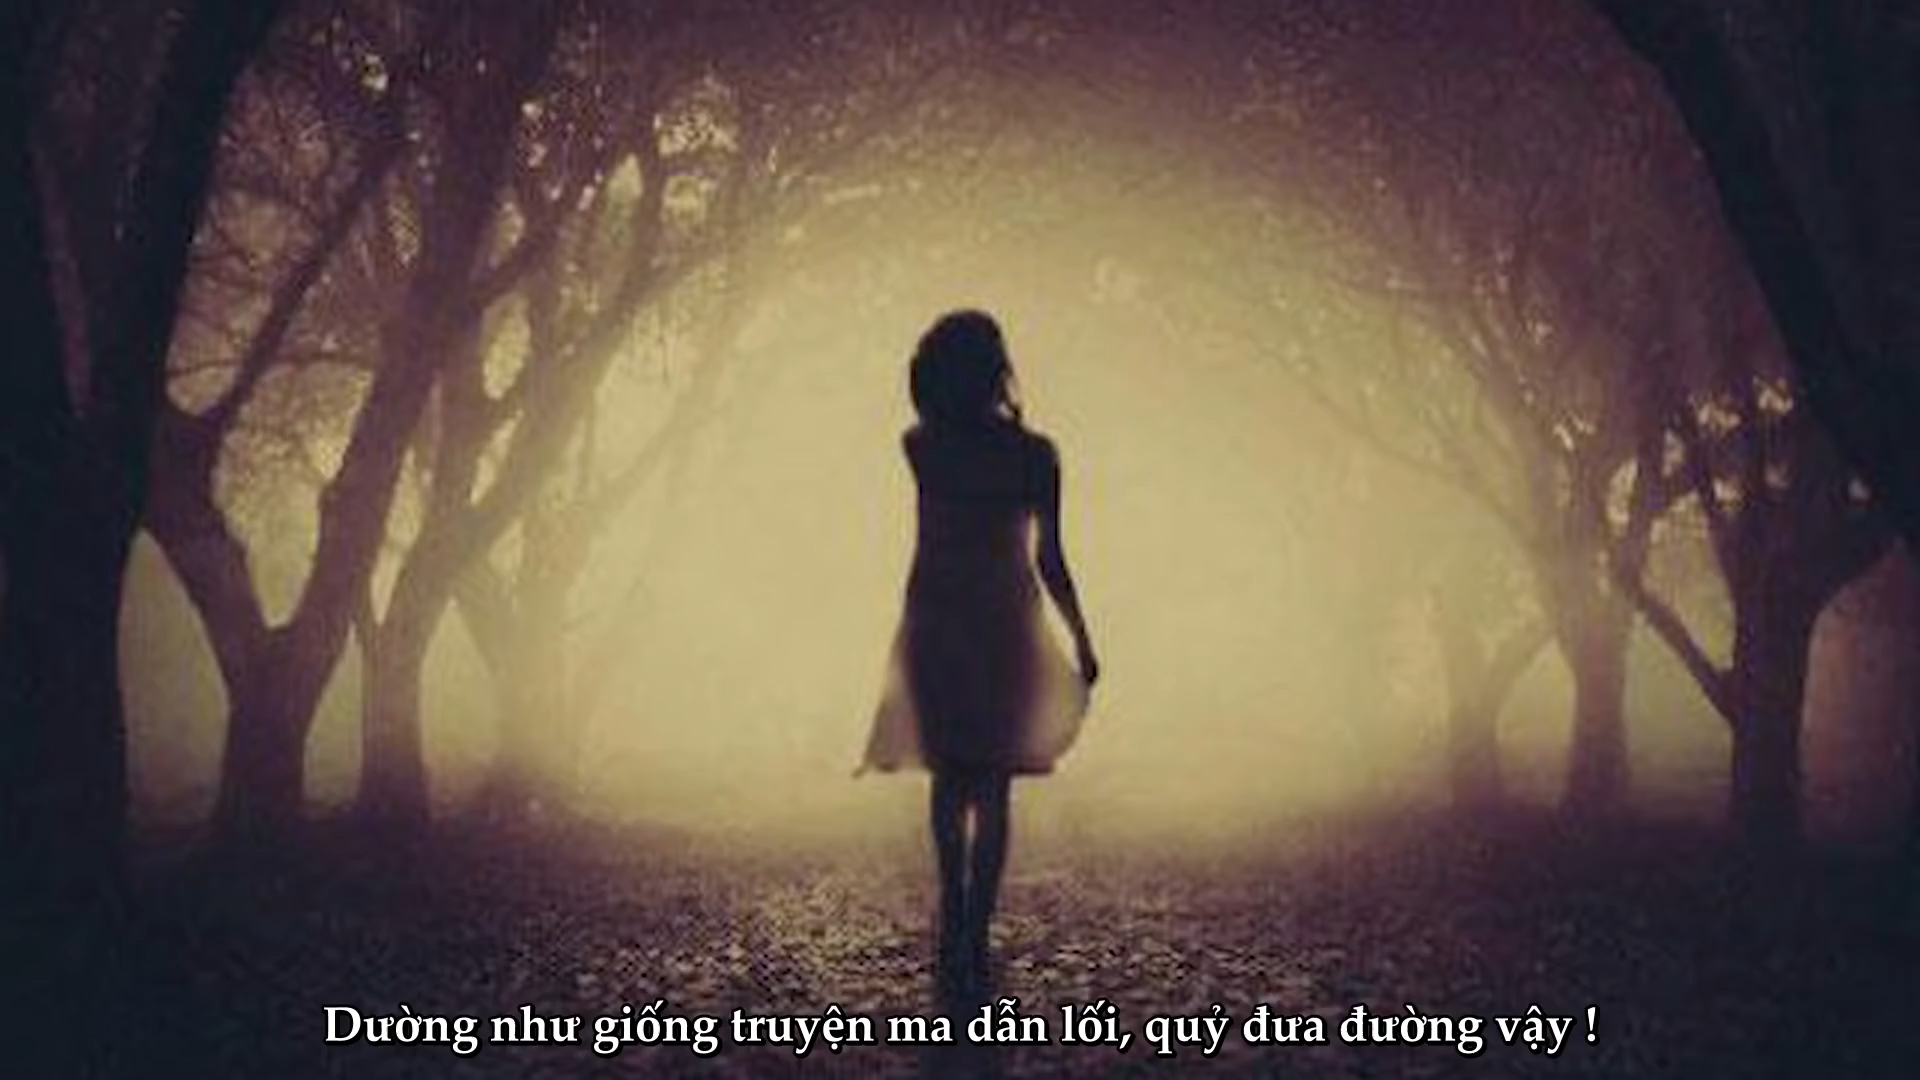 Dường như giống truyện ma dẫn lối, quỷ đưa đường vậy !